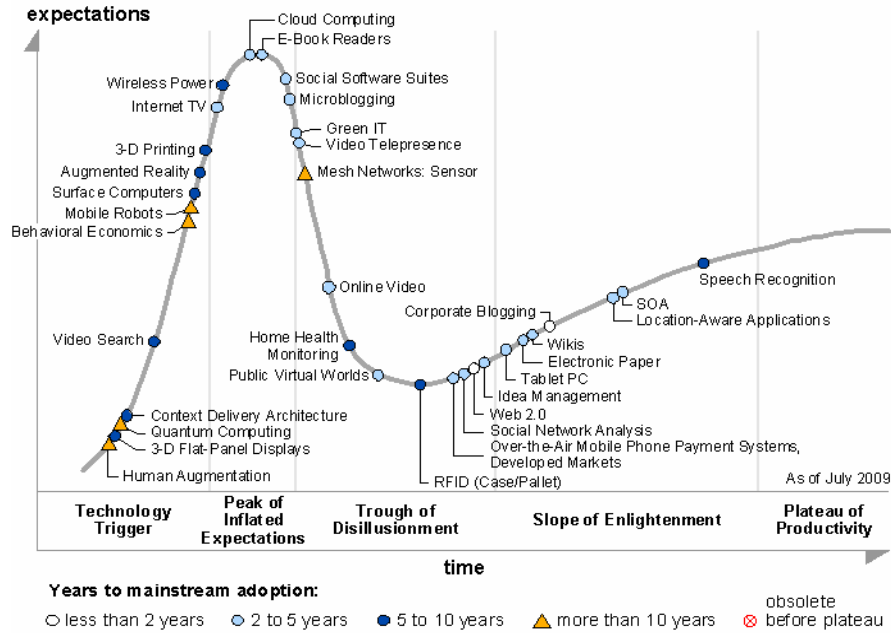 expectations
Cloud Computing
E-Book Readers
Wireless Power
Social Software Suites
Internet TV
Microblogging
Green IT
3-D Printing
Video Telepresence
Augmented Reality
Mesh Networks: Sensor
Surface Computers
Mobile Robots
Behavioral Economics
Online Video
Speech Recognition
Corporate Blogging
SOA
Location-Aware Applications
Video Search
Home Health
Monitoring
Wikis
Electronic Paper
Public Virtual Worlds
Tablet PC
Idea Management
Context Delivery Architecture
Web 2.0
Quantum Computing
Social Network Analysis
3-D Flat-Panel Displays
Over-the-Air Mobile Phone Payment Systems,
Developed Markets
Human Augmentation
RFID (Case/Pallet)
As of July 2009
Technology
Trigger
Peak of
Inflated
Expectations
Trough of
Disillusionment
Slope of Enlightenment
Plateau of
Productivity
time
Years to mainstream adoption:
less than 2 years
2 to 5 years
5 to 10 years
more than 10 years
obsolete
before plateau